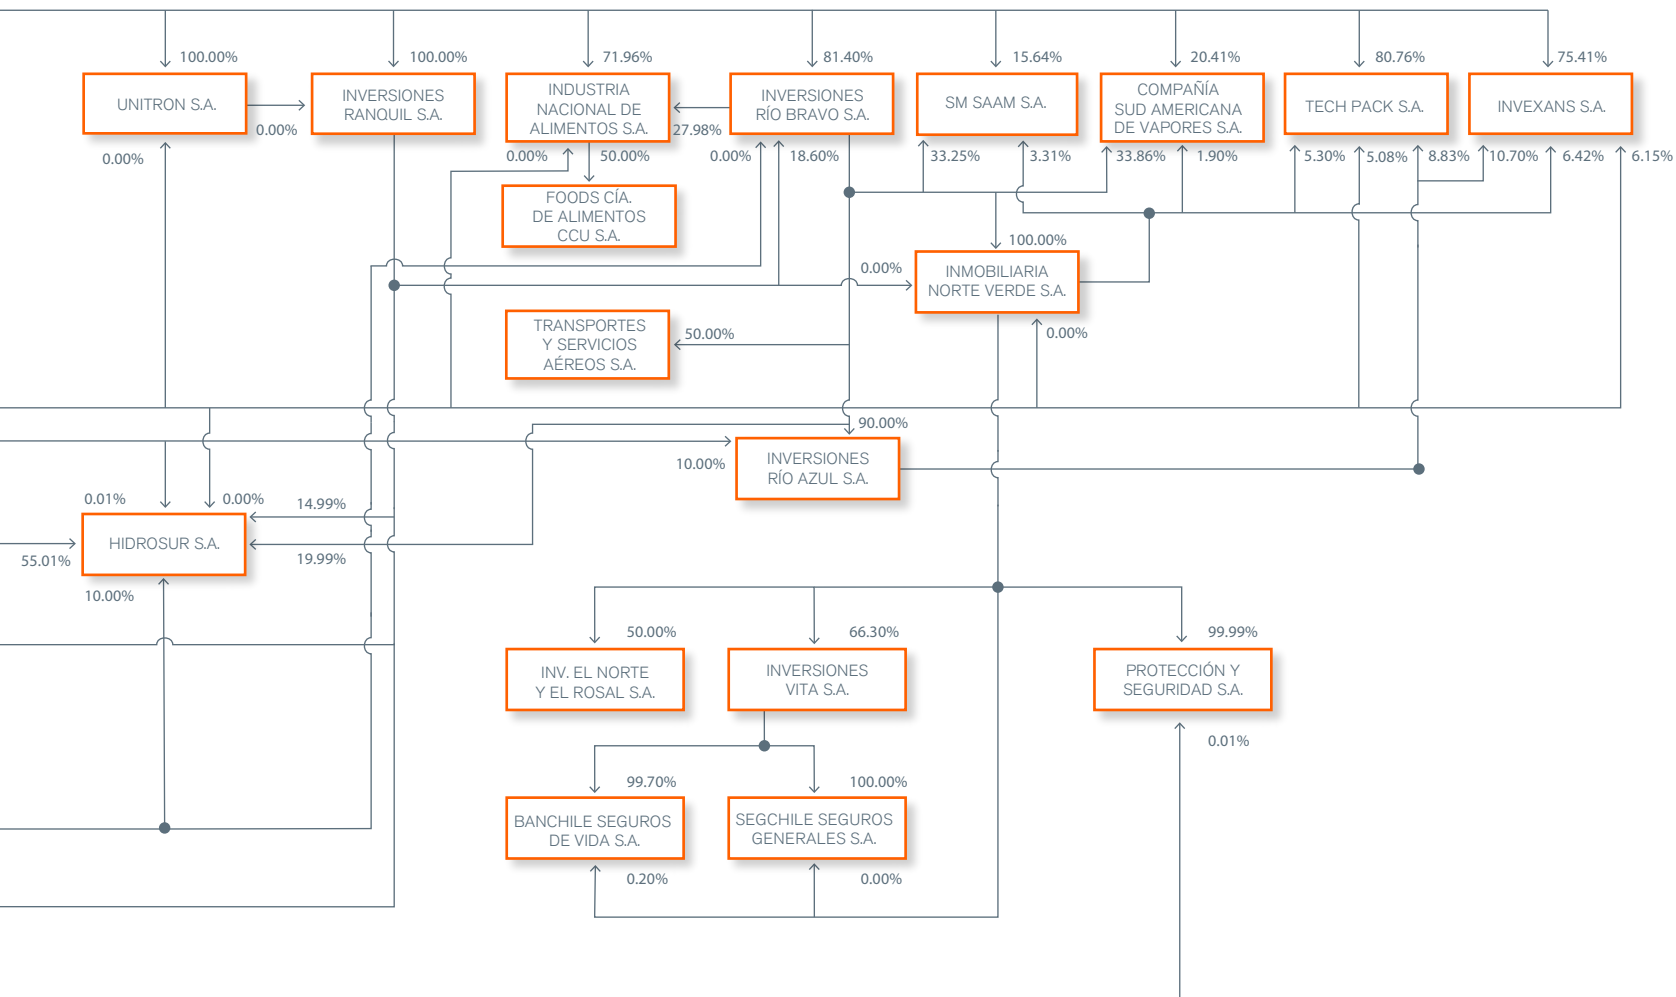 100.00%
100.00%
71.96%
81.40%
15.64%
20.41%
80.76%
75.41%
UNITRON S.A.
INVERSIONES
RANQUIL S.A.
INDUSTRIA
NACIONAL DE
ALIMENTOS S.A.
INVERSIONES
RÍO BRAVO S.A.
SM SAAM S.A.
COMPAÑÍA
SUD AMERICANA
DE VAPORES S.A.
TECH PACK S.A.
INVEXANS S.A.
0.00%
27.98%
0.00%
0.00%
50.00%
0.00%
18.60%
33.25%
3.31%
33.86%
1.90%
5.30%
5.08%
8.83%
10.70%
6.42%
6.15%
FOODS CÍA.
DE ALIMENTOS
CCU S.A.
100.00%
0.00%
INMOBILIARIA
NORTE VERDE S.A.
0.00%
TRANSPORTES
Y SERVICIOS
AÉREOS S.A.
50.00%
90.00%
10.00%
INVERSIONES
RÍO AZUL S.A.
0.01%
0.00%
14.99%
HIDROSUR S.A.
55.01%
19.99%
10.00%
50.00%
66.30%
99.99%
INV. EL NORTE
Y EL ROSAL S.A.
INVERSIONES
VITA S.A.
PROTECCIÓN Y
SEGURIDAD S.A.
0.01%
99.70%
100.00%
BANCHILE SEGUROS
DE VIDA S.A.
SEGCHILE SEGUROS
GENERALES S.A.
0.20%
0.00%